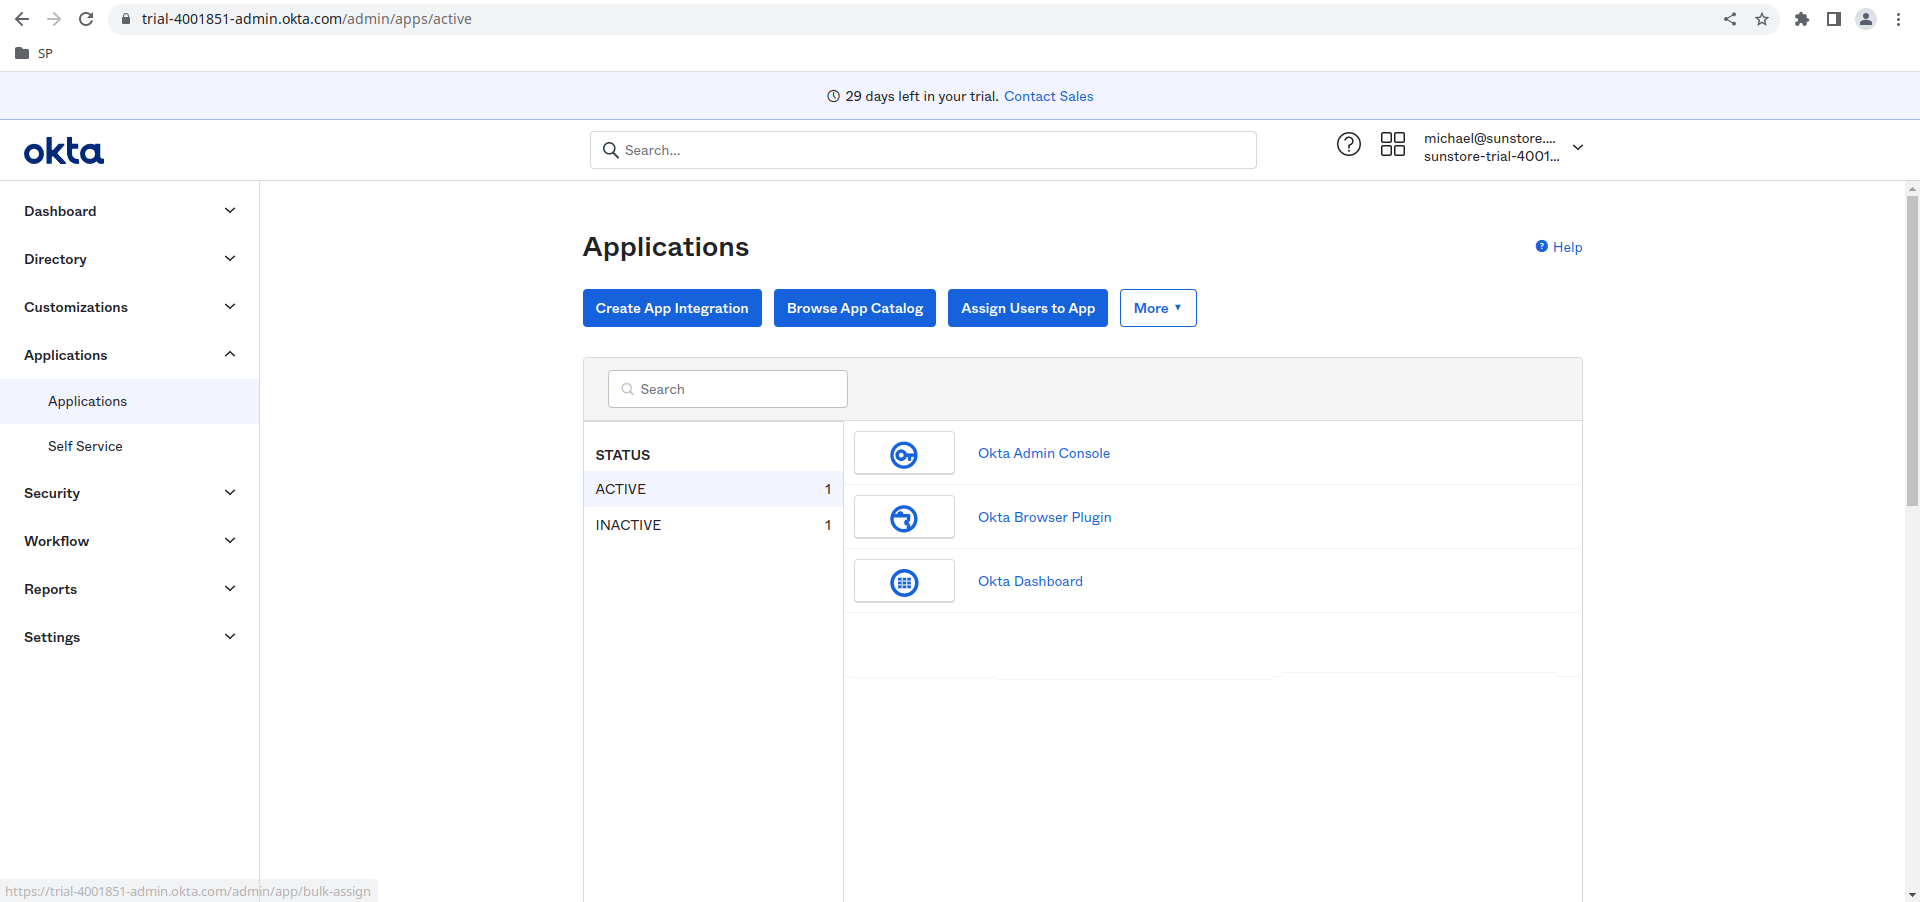 trial-4001851-admin.okta.com/admin/apps/active
SP
29 days left in your trial. Contact Sales
okta
Search...
michael@sunstore....
sunstore-trial-4001...
Dashboard
Directory
Customizations
Applications
Applications
Self Service
Security
Workflow
Reports
Settings
Applications
Help
Create App Integration
Browse App Catalog
Assign Users to App
More
Search
STATUS
ACTIVE 1
INACTIVE 1
Okta Admin Console
Okta Browser Plugin
Okta Dashboard
https://trial-4001851-admin.okta.com/admin/app/bulk-assign